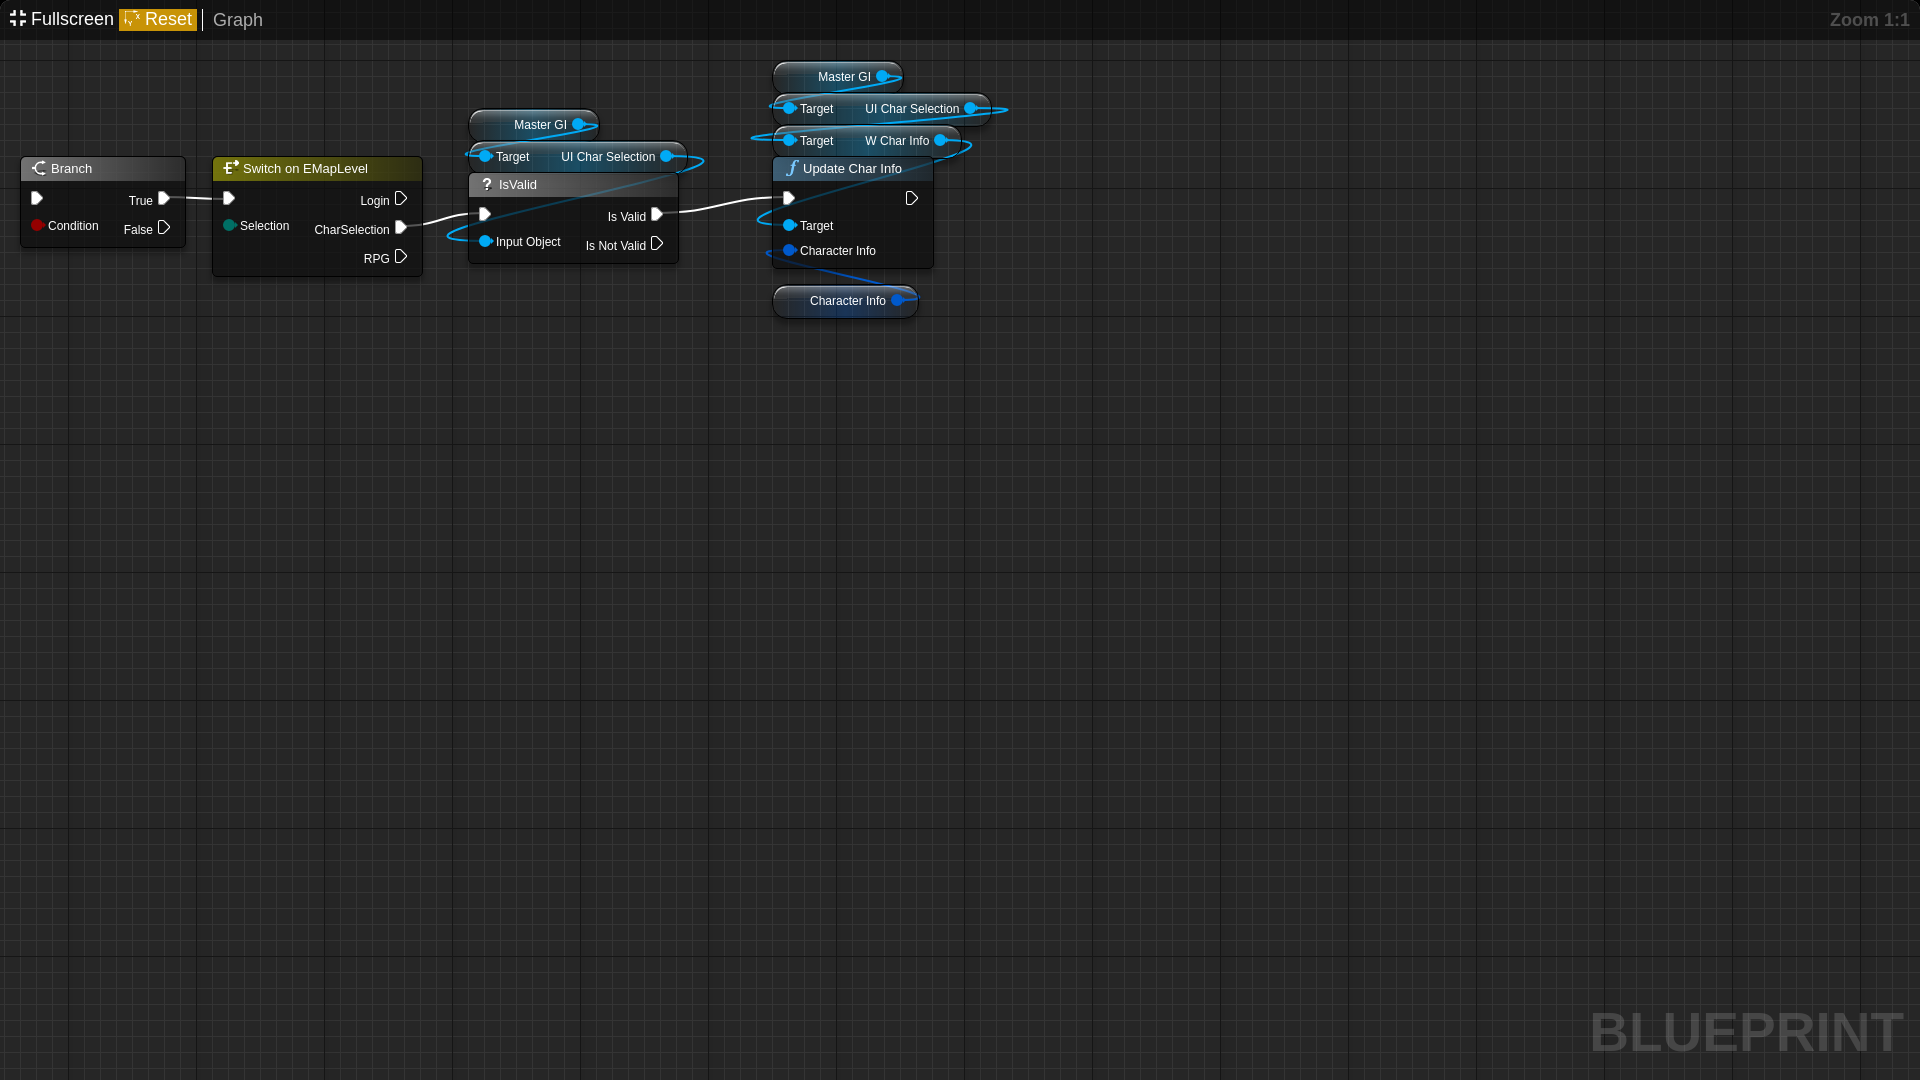 Fullscreen Reset Graph Zoom 1:1
Master GI
Target UI Char Selection
Target W Char Info
Update Char Info
Target
Character Info
Character Info
Master GI
Target UI Char Selection
? IsValid
Is Valid
Input Object Is Not Valid
Branch
True
Condition False
Switch on EMapLevel
Login
Selection CharSelection
RPG
BLUEPRINT